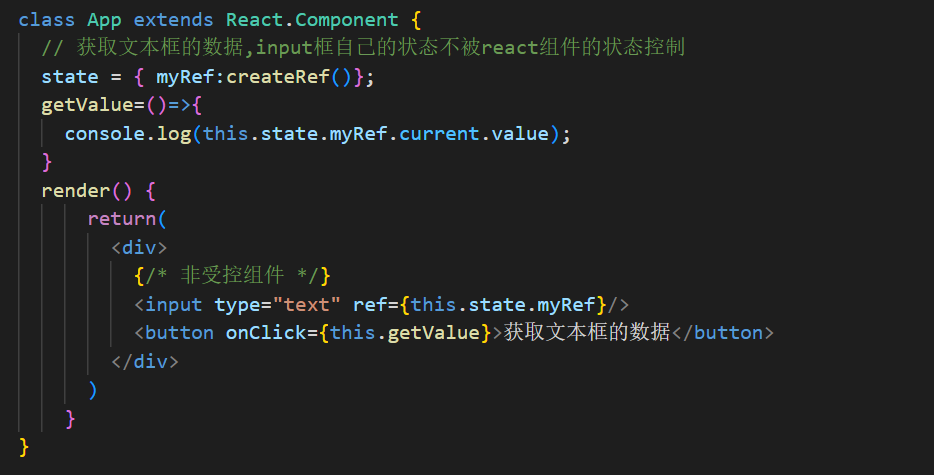 class App extends React.Component {
  // 获取文本框的数据,input框自己的状态不被react组件的状态控制
  state = { myRef:createRef()};
  getValue=()=>{
    console.log(this.state.myRef.current.value);
  }
  render() {
      return(
        <div>
          {/* 非受控组件 */}
          <input type="text" ref={this.state.myRef}/>
          <button onClick={this.getValue}>获取文本框的数据</button>
        </div>
      )
    }
}